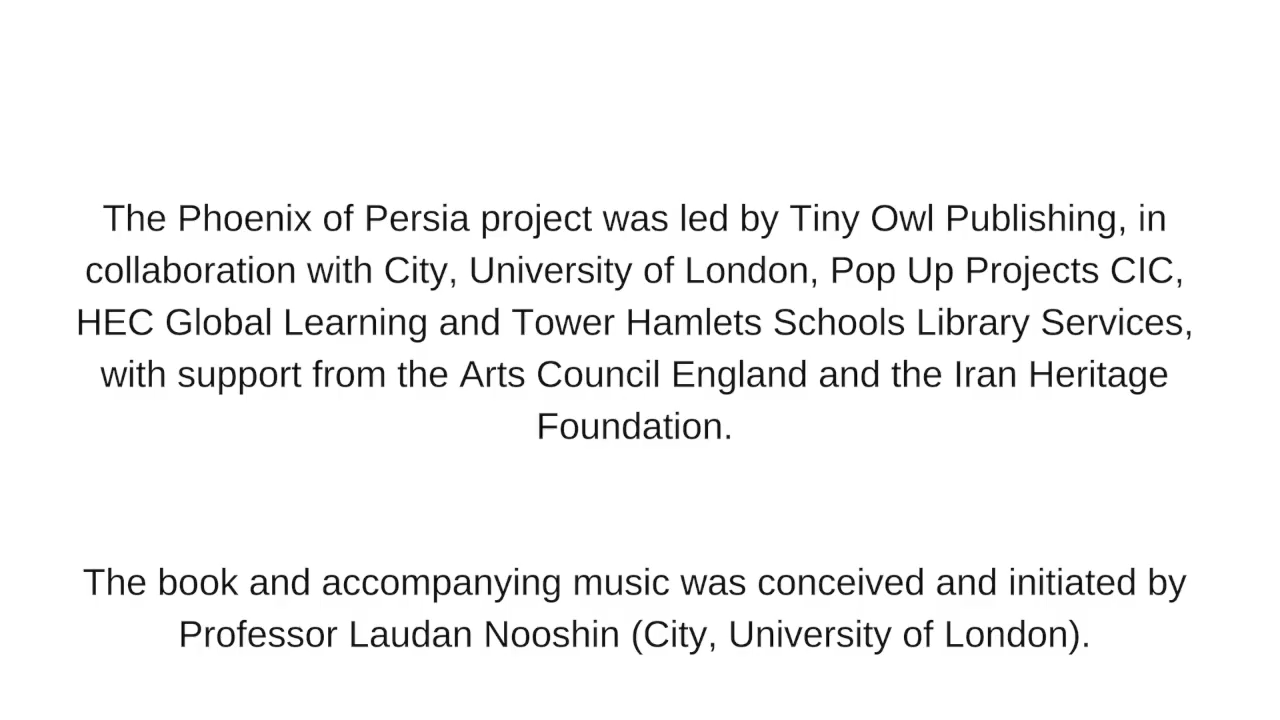 The Phoenix of Persia project was led by Tiny Owl Publishing, in
collaboration with City, University of London, Pop Up Projects CIC,
HEC Global Learning and Tower Hamlets Schools Library Services,
with support from the Arts Council England and the Iran Heritage
Foundation.
The book and accompanying music was conceived and initiated by
Professor Laudan Nooshin (City, University of London).